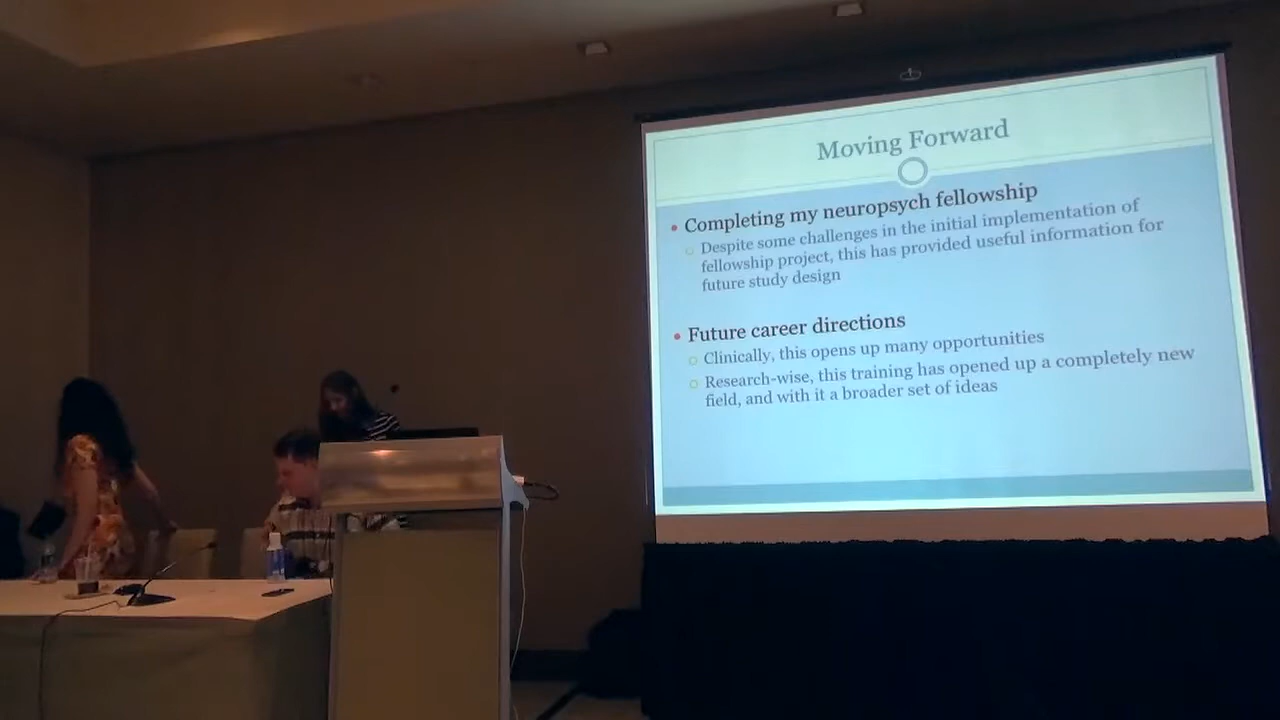 Moving Forward
Completing my neuropsych fellowship
Despite some challenges in the initial implementation of
fellowship project, this has provided useful information for
future study design
Future career directions
Clinically, this opens up many opportunities
Research-wise, this training has opened up a completely new
field, and with it a broader set of ideas